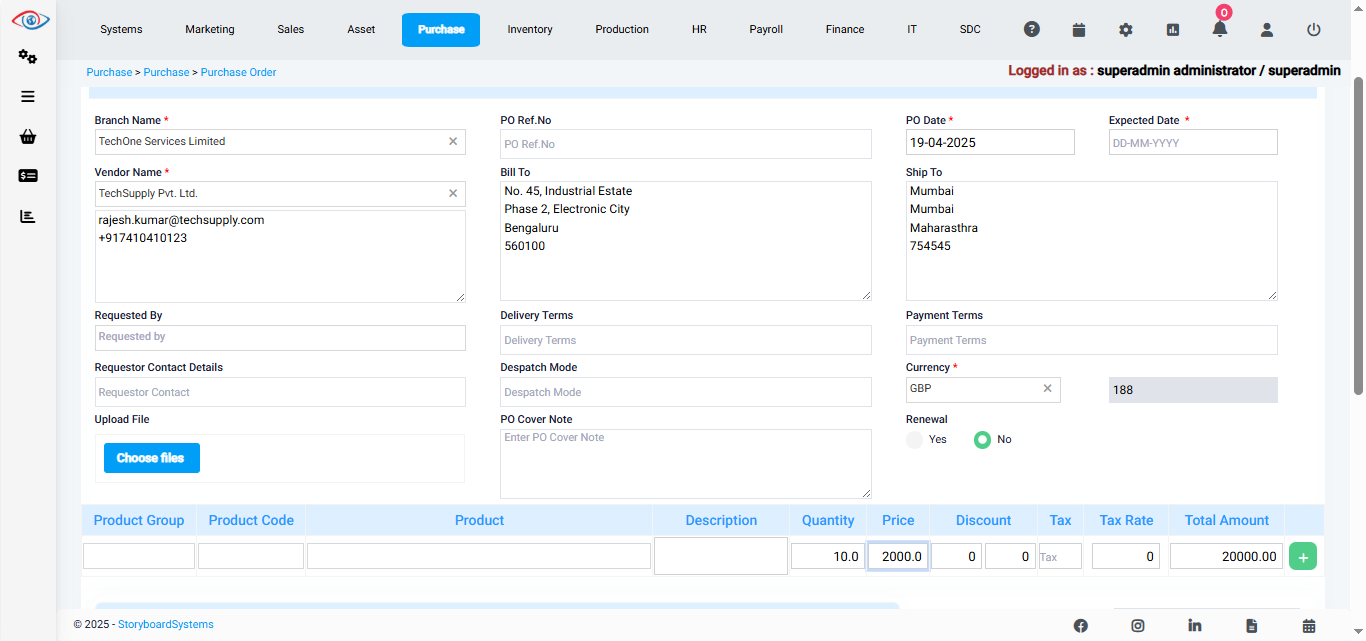 0
Systems Marketing Sales Asset Purchase Inventory Production HR Payroll Finance IT SDC
Purchase > Purchase > Purchase Order
Logged in as : superadmin administrator / superadmin
Branch Name * PO Ref.No PO Date * Expected Date *
TechOne Services Limited PO Ref.No 19-04-2025 DD-MM-YYYY
Vendor Name * Bill To Ship To
TechSupply Pvt. Ltd. No. 45, Industrial Estate Mumbai
rajesh.kumar@techsupply.com Phase 2, Electronic City Mumbai
+917410410123 Bengaluru Maharasthra
560100 754545
Requested By Delivery Terms Payment Terms
Requested by Delivery Terms Payment Terms
Requestor Contact Details Despatch Mode Currency *
Requestor Contact Despatch Mode GBP 188
Upload File PO Cover Note Renewal
Choose files Enter PO Cover Note Yes No
Product Group Product Code Product Description Quantity Price Discount Tax Tax Rate Total Amount
10.0 2000.0 0 0 Tax 0 20000.00 +
© 2025 - StoryboardSystems